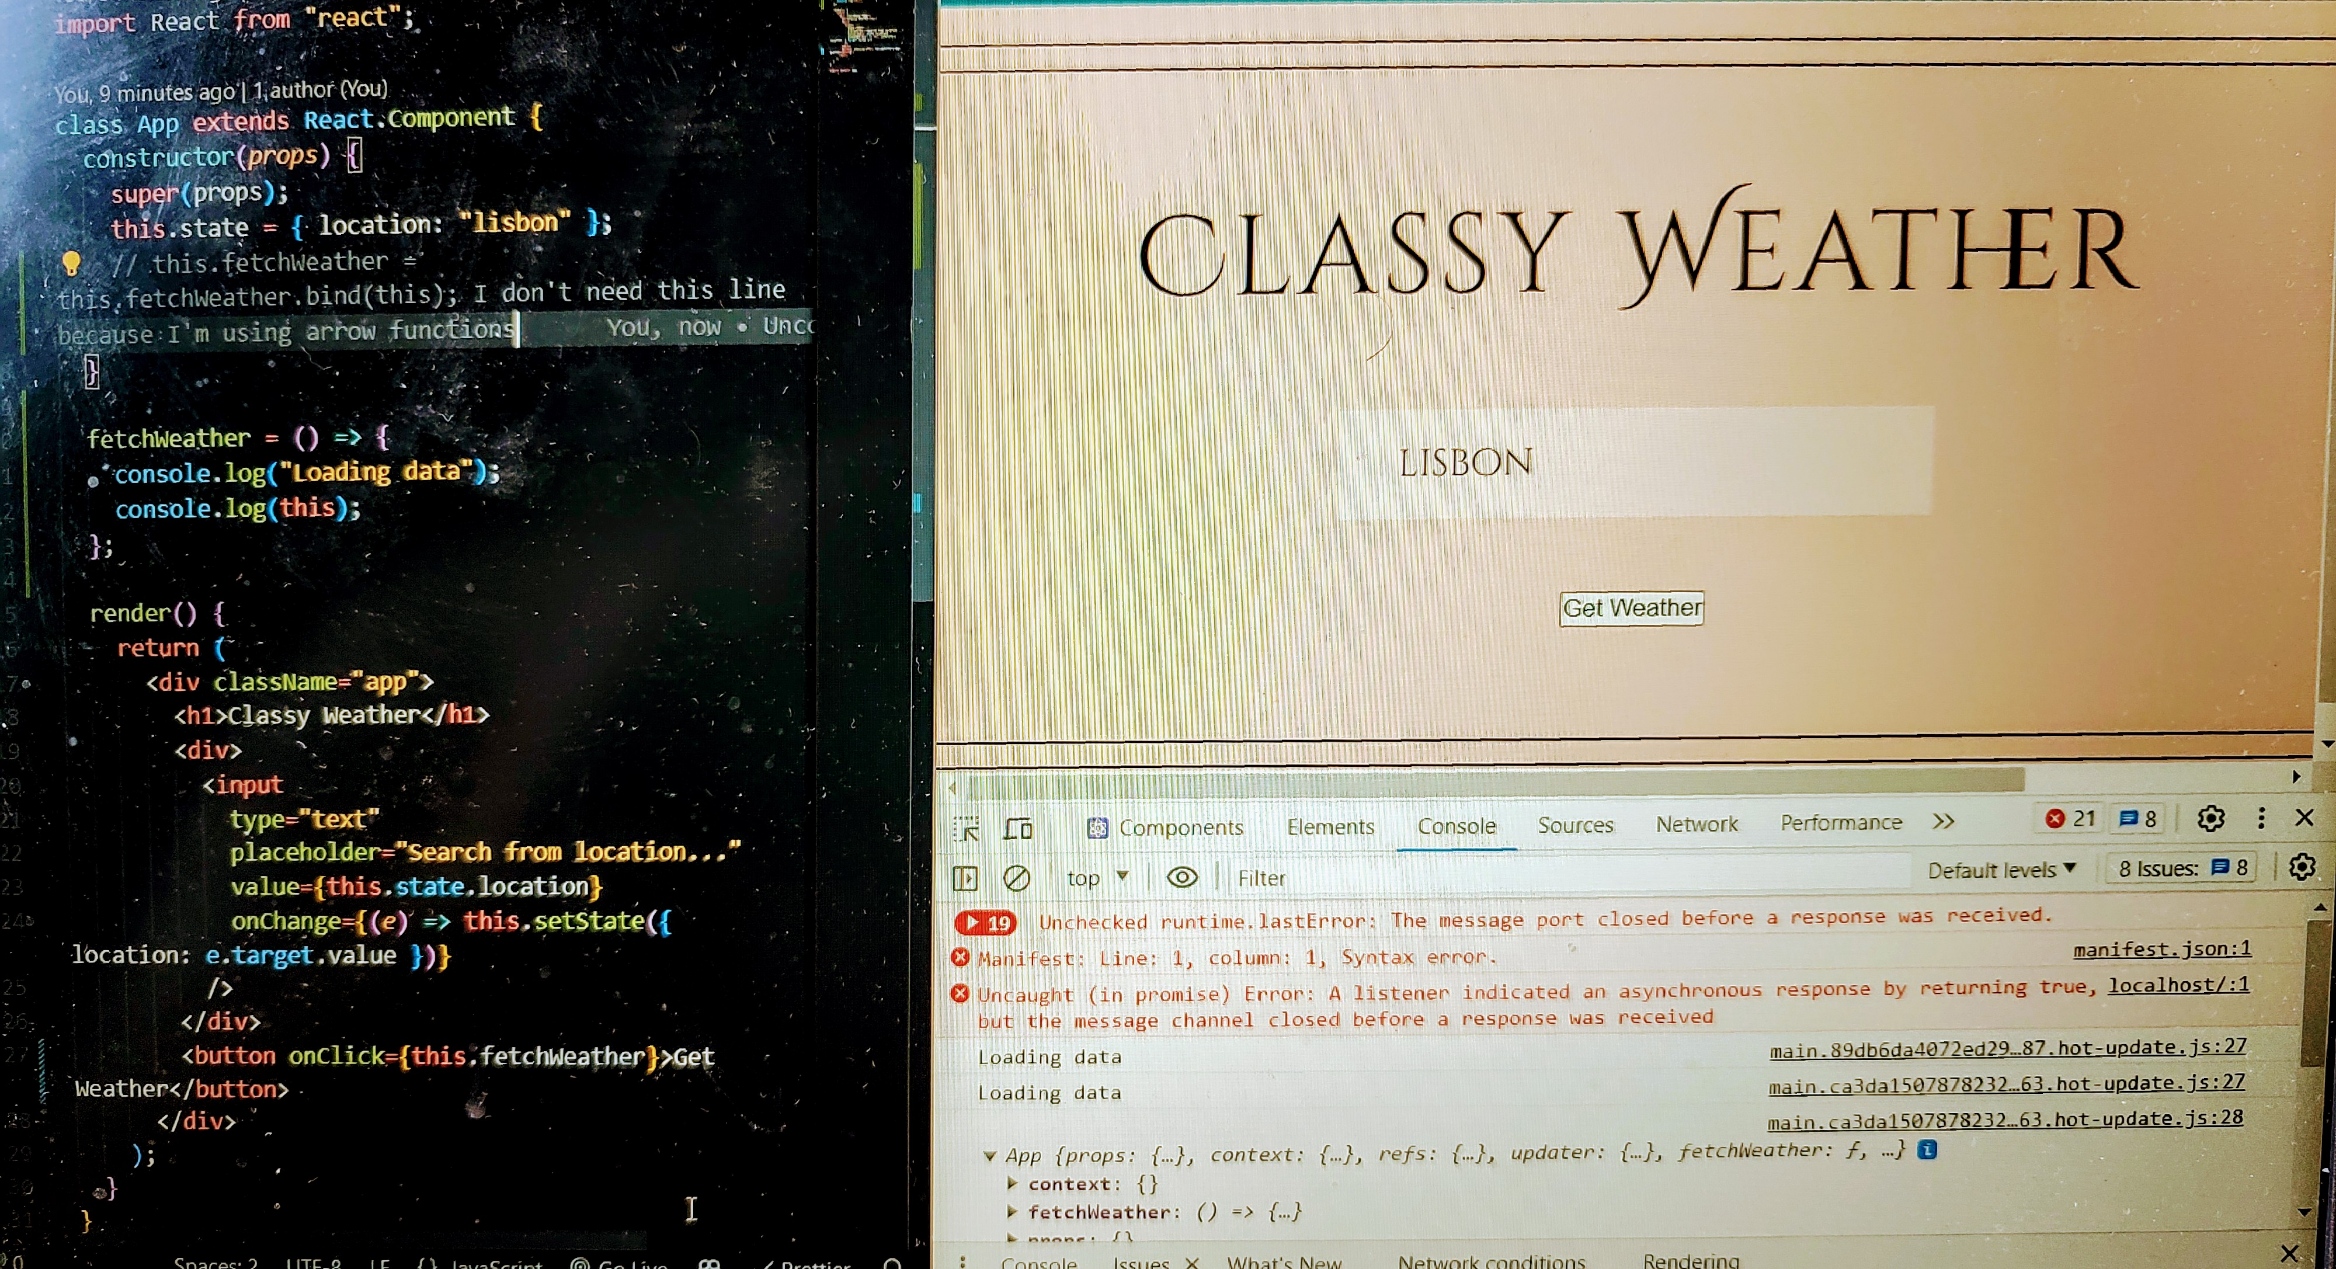 import React from "react";
You, 9 minutes ago | 1 author (You)
class App extends React.Component {
constructor(props) {
super(props);
this.state = { location: "lisbon" };
// this.fetchWeather =
this.fetchWeather.bind(this); I don't need this line
because I'm using arrow functions You, now • Unco
}
fetchWeather = () => {
console.log("Loading data");
console.log(this);
};
render() {
return (
<div className="app">
<h1>Classy Weather</h1>
<div>
<input
type="text"
placeholder="Search from location..."
value={this.state.location}
onChange={(e) => this.setState({
location: e.target.value })}
/>
</div>
<button onClick={this.fetchWeather}>Get
Weather</button>
</div>
);
}
}
Spaces: 2 UTF-8 LF {} JavaScript Go Live Prettier
CLASSY WEATHER
LISBON
Get Weather
Components Elements Console Sources Network Performance >> 21 8
top Filter Default levels 8 Issues: 8
19 Unchecked runtime.lastError: The message port closed before a response was received.
Manifest: Line: 1, column: 1, Syntax error. manifest.json:1
Uncaught (in promise) Error: A listener indicated an asynchronous response by returning true, localhost/:1
but the message channel closed before a response was received
Loading data main.89db6da4072ed29…87.hot-update.js:27
Loading data main.ca3da1507878232…63.hot-update.js:27
main.ca3da1507878232…63.hot-update.js:28
App {props: {…}, context: {…}, refs: {…}, updater: {…}, fetchWeather: f, …}
context: {}
fetchWeather: () => {…}
props: {}
Console Issues What's New Network conditions Rendering